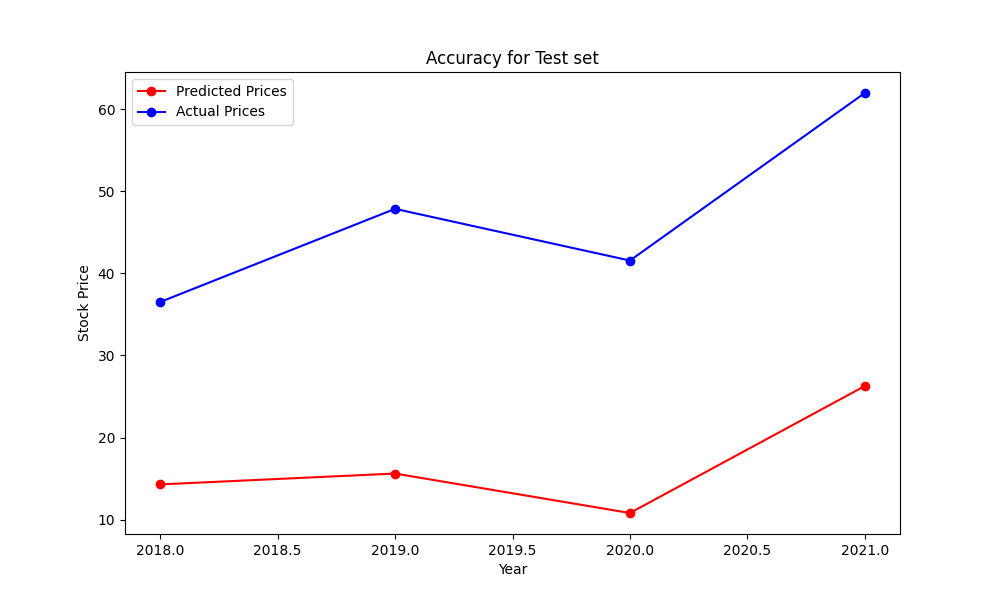 Accuracy for Test set
Predicted Prices
Actual Prices
60
50
40
30
20
10
Stock Price
2018.0 2018.5 2019.0 2019.5 2020.0 2020.5 2021.0
Year